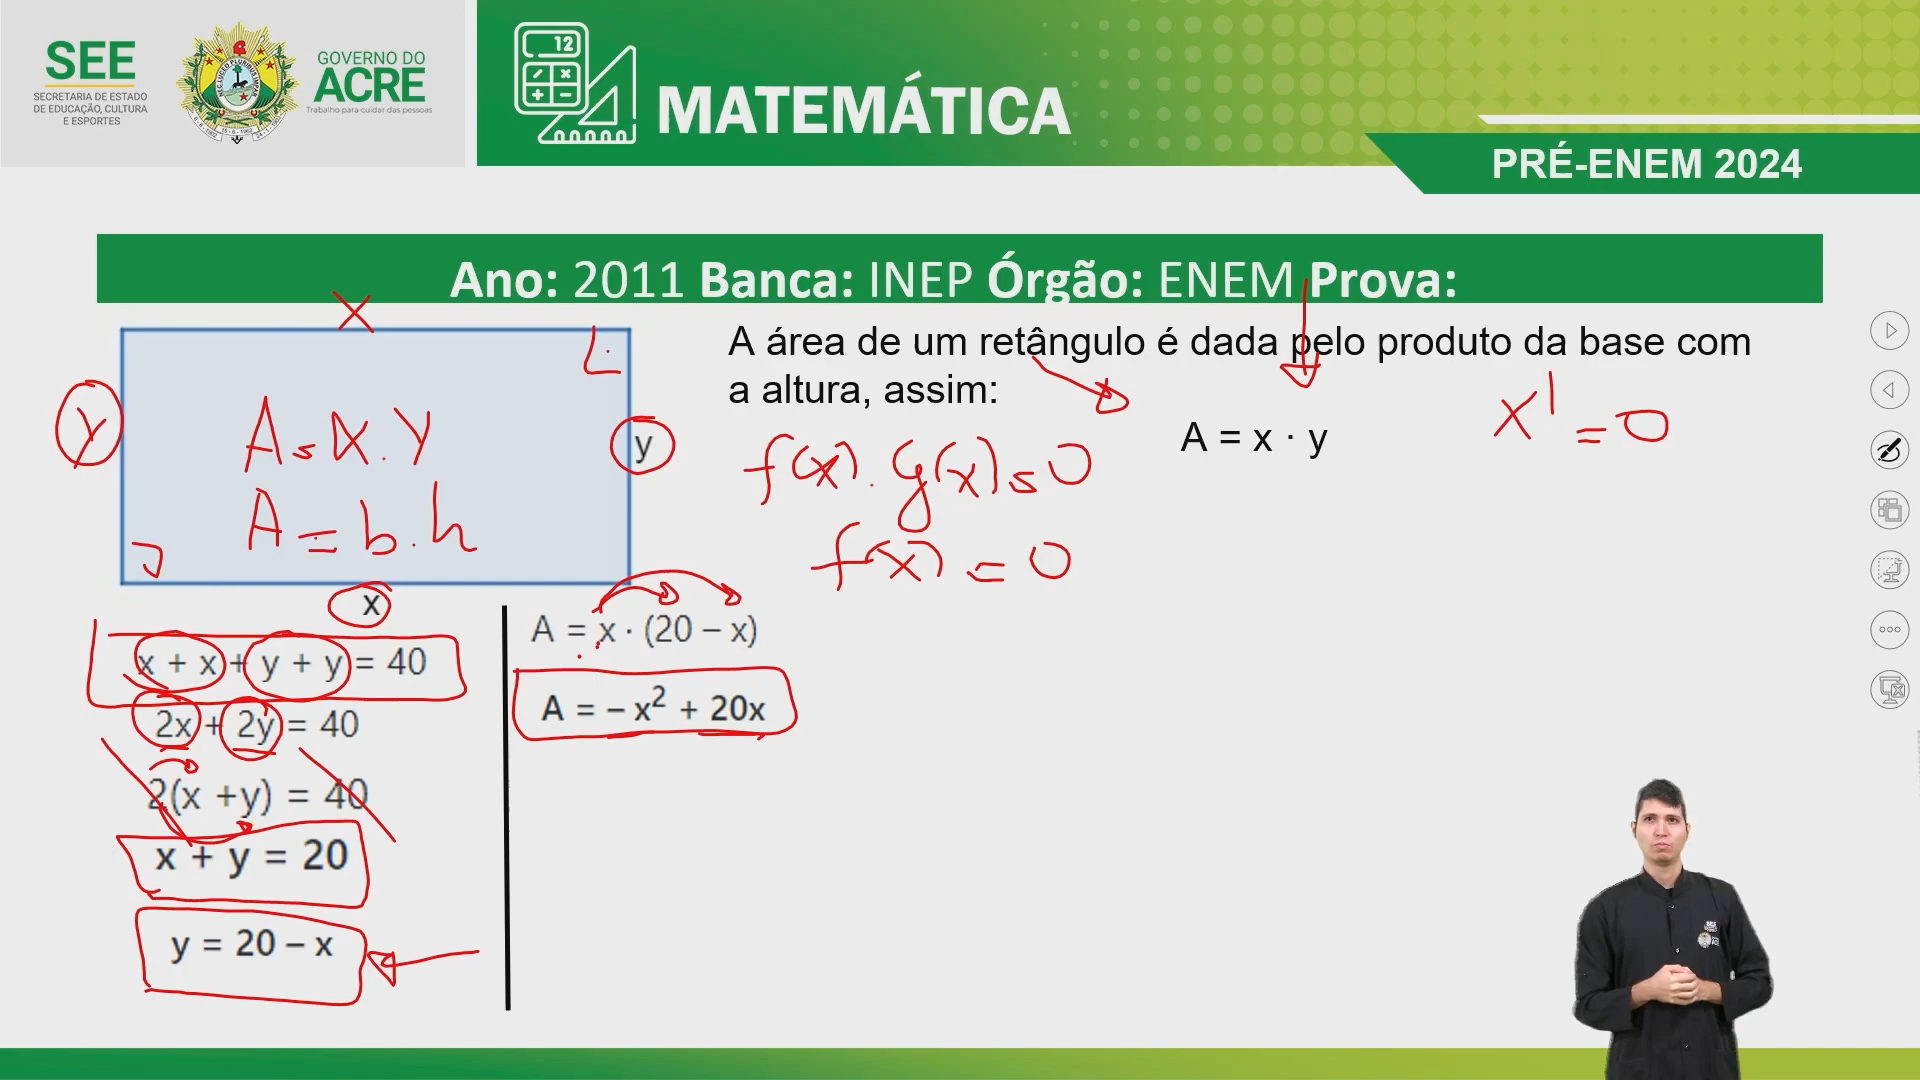 SEE
SECRETARIA DE ESTADO
DE EDUCAÇÃO, CULTURA
E ESPORTES
GOVERNO DO
ACRE
Trabalho para cuidar das pessoas
12
MATEMÁTICA
PRÉ-ENEM 2024
Ano: 2011 Banca: INEP Órgão: ENEM Prova:
A área de um retângulo é dada pelo produto da base com
a altura, assim:
A = x · y
x' = 0
f(x) . g(x) = 0
f(x) = 0
x
y
A = x . y
A = b . h
y
x
x + x + y + y = 40
2x + 2y = 40
2(x +y) = 40
x + y = 20
y = 20 – x
A = x · (20 – x)
A = – x² + 20x